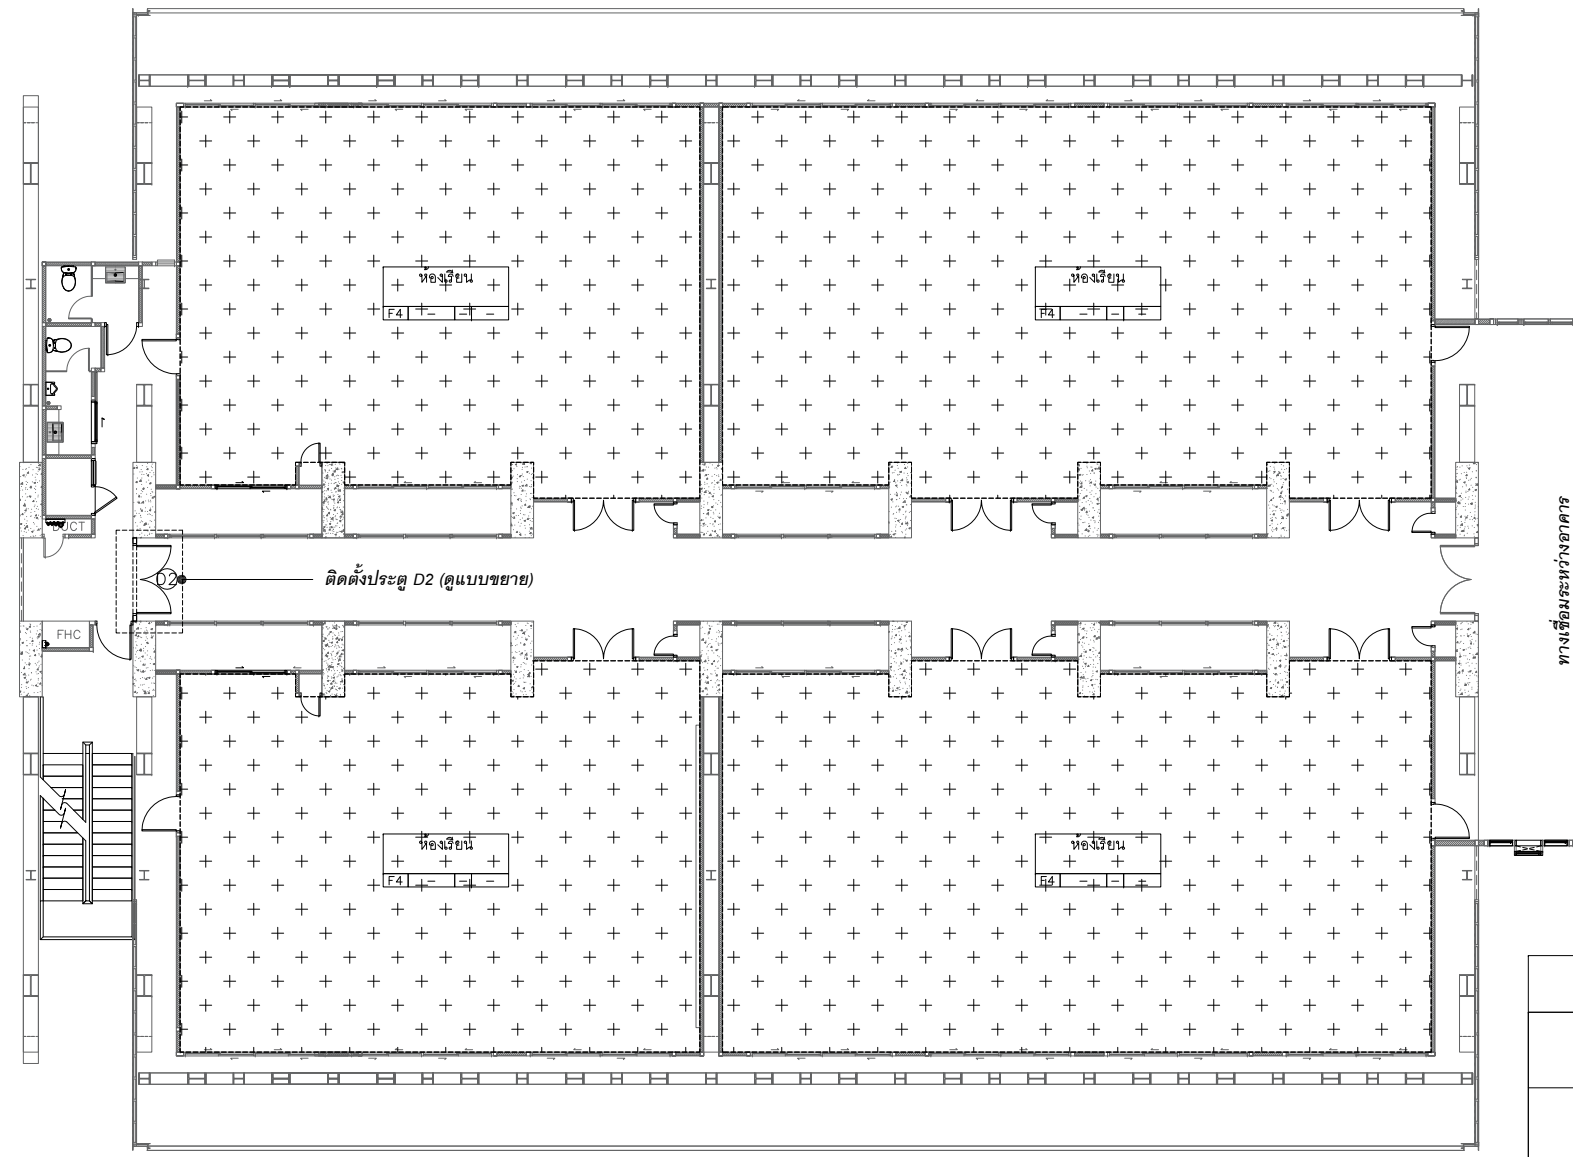 ห้องเรียน
F4 - - -
ห้องเรียน
F4 - - -
DUCT
D2
ติดตั้งประตู D2 (ดูแบบขยาย)
FHC
ทางเชื่อมระหว่างอาคาร
ห้องเรียน
F4 - - -
ห้องเรียน
F4 - - -